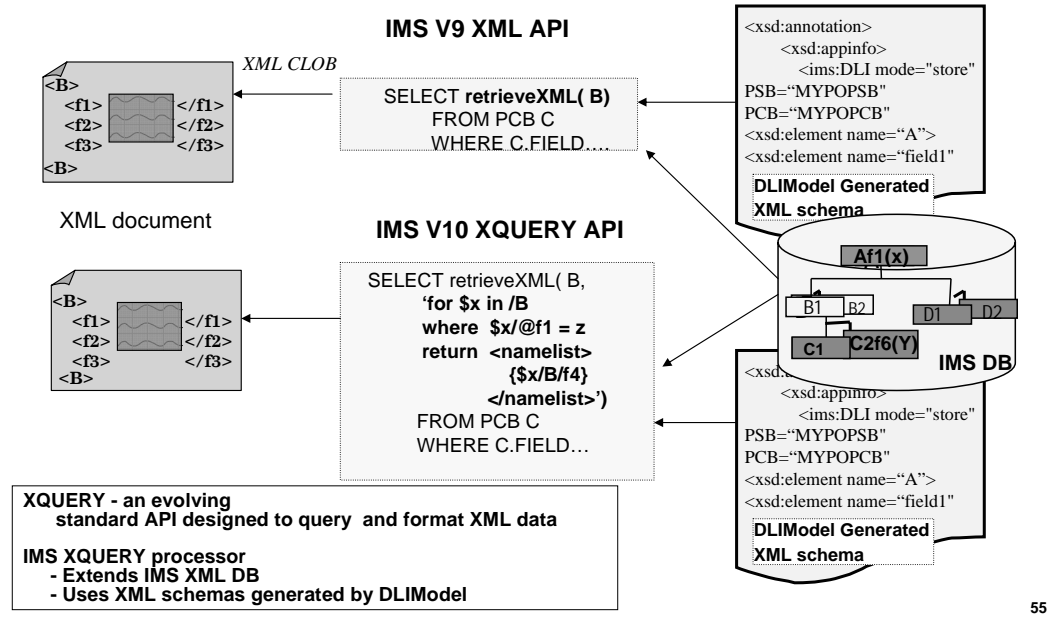 IMS V9 XML API
XML CLOB
<B>
<f1> </f1>
<f2> </f2>
<f3> </f3>
<B>
XML document
SELECT retrieveXML( B)
FROM PCB C
WHERE C.FIELD....
<xsd:annotation>
<xsd:appinfo>
<ims:DLI mode="store"
PSB=“MYPOPSB"
PCB=“MYPOPCB"
<xsd:element name=“A”>
<xsd:element name=“field1"
DLIModel Generated
XML schema
IMS V10 XQUERY API
<B>
<f1> </f1>
<f2> </f2>
<f3> </f3>
<B>
SELECT retrieveXML( B,
‘for $x in /B
where $x/@f1 = z
return <namelist>
{$x/B/f4}
</namelist>’)
FROM PCB C
WHERE C.FIELD…
Af1(x)
B1 B2 D1 D2
C1 C2f6(Y)
IMS DB
<xsd:
<xsd:appinfo>
<ims:DLI mode="store"
PSB=“MYPOPSB"
PCB=“MYPOPCB"
<xsd:element name=“A”>
<xsd:element name=“field1"
DLIModel Generated
XML schema
XQUERY - an evolving
standard API designed to query and format XML data
IMS XQUERY processor
- Extends IMS XML DB
- Uses XML schemas generated by DLIModel
55